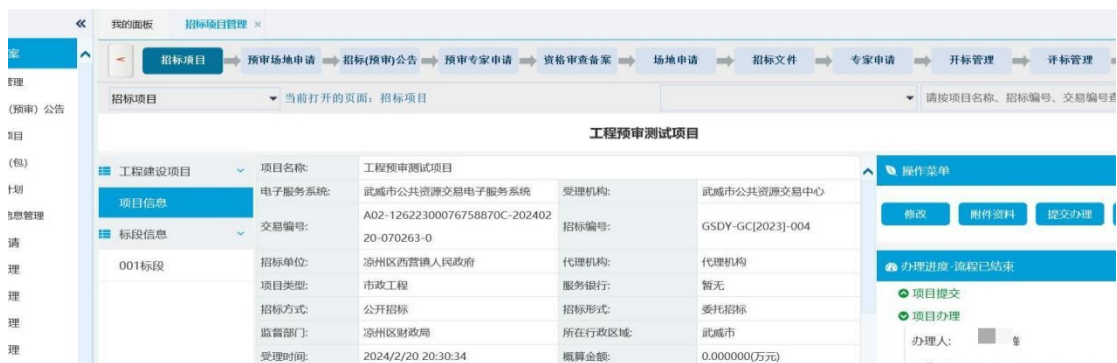 « 我的面板 招标项目管理 ×
案
管理
(预审) 公告
项目
(包)
计划
信息管理
请
理
理
理
理
< 招标项目 预审场地申请 招标(预审)公告 预审专家申请 资格审查备案 场地申请 招标文件 专家申请 开标管理 评标管理
招标项目 当前打开的页面：招标项目 请按项目名称、招标编号、交易编号查
工程预审测试项目
工程建设项目
项目信息
标段信息
001标段
项目名称: 工程预审测试项目
电子服务系统: 武威市公共资源交易电子服务系统 受理机构: 武威市公共资源交易中心
交易编号: A02-12622300076758870C-202402
20-070263-0 招标编号: GSDY-GC[2023]-004
招标单位: 凉州区西营镇人民政府 代理机构: 代理机构
项目类型: 市政工程 服务银行: 暂无
招标方式: 公开招标 招标形式: 委托招标
监督部门: 凉州区财政局 所在行政区域: 武威市
受理时间: 2024/2/20 20:30:34 概算金额: 0.000000(万元)
操作菜单
修改 附件资料 提交办理
办理进度-流程已结束
项目提交
项目办理
办理人: